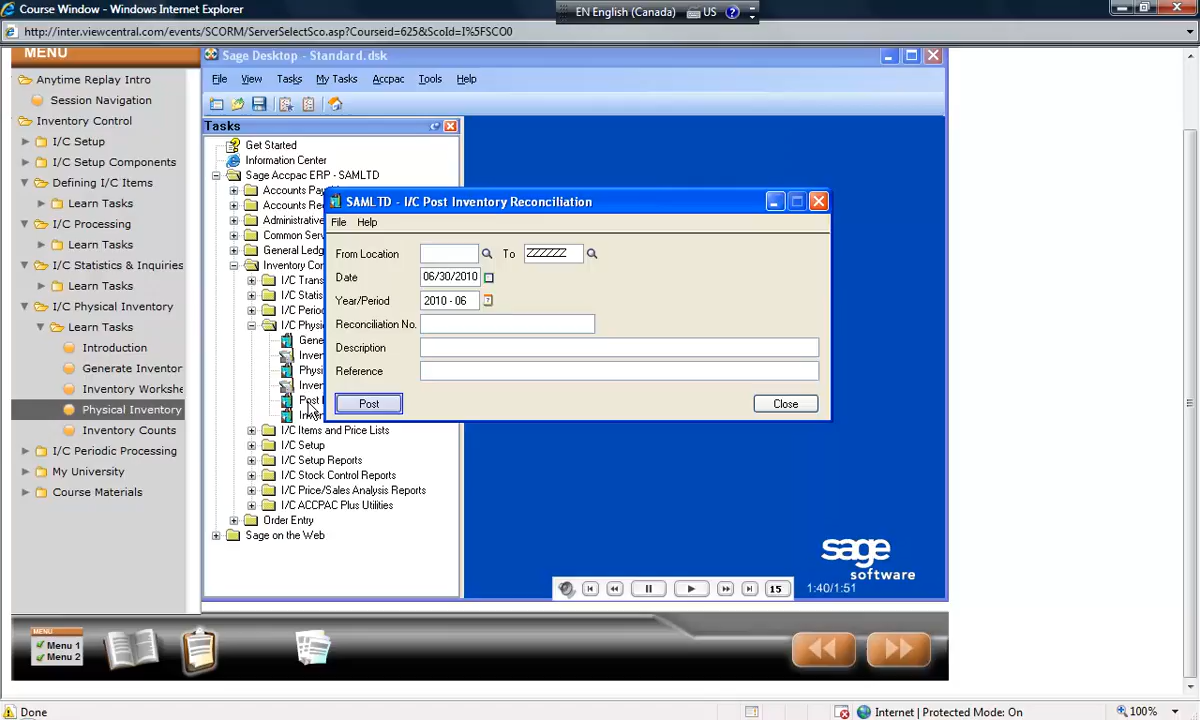 Course Window - Windows Internet Explorer
EN English (Canada) US
http://inter.viewcentral.com/events/SCORM/ServerSelectSco.asp?Courseid=625&ScoId=I%5FSCO0
MENU
Anytime Replay Intro
Session Navigation
Inventory Control
I/C Setup
I/C Setup Components
Defining I/C Items
Learn Tasks
I/C Processing
Learn Tasks
I/C Statistics & Inquiries
Learn Tasks
I/C Physical Inventory
Learn Tasks
Introduction
Generate Inventor
Inventory Workshe
Physical Inventory
Inventory Counts
I/C Periodic Processing
My University
Course Materials
Sage Desktop - Standard.dsk
File View Tasks My Tasks Accpac Tools Help
Tasks
Get Started
Information Center
Sage Accpac ERP - SAMLTD
Accounts Pay
Accounts Rec
Administrative
Common Serv
General Ledg
Inventory Con
I/C Trans
I/C Statis
I/C Perio
I/C Physi
Gene
Inven
Physi
Inven
Post I
Inven
I/C Items and Price Lists
I/C Setup
I/C Setup Reports
I/C Stock Control Reports
I/C Price/Sales Analysis Reports
I/C ACCPAC Plus Utilities
Order Entry
Sage on the Web
SAMLTD - I/C Post Inventory Reconciliation
File Help
From Location To ZZZZZZ
Date 06/30/2010
Year/Period 2010 - 06
Reconciliation No.
Description
Reference
Post Close
sage
software
15 1:40/1:51
MENU
Menu 1
Menu 2
Done
Internet | Protected Mode: On
100%